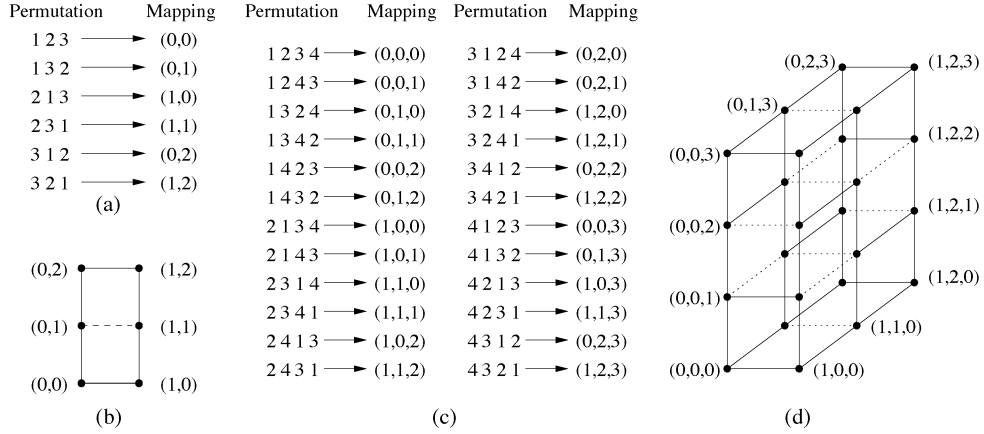 Permutation Mapping
1 2 3 (0,0)
1 3 2 (0,1)
2 1 3 (1,0)
2 3 1 (1,1)
3 1 2 (0,2)
3 2 1 (1,2)
(a)
(0,2) (1,2)
(0,1) (1,1)
(0,0) (1,0)
(b)
Permutation Mapping Permutation Mapping
1 2 3 4 (0,0,0) 3 1 2 4 (0,2,0)
1 2 4 3 (0,0,1) 3 1 4 2 (0,2,1)
1 3 2 4 (0,1,0) 3 2 1 4 (1,2,0)
1 3 4 2 (0,1,1) 3 2 4 1 (1,2,1)
1 4 2 3 (0,0,2) 3 4 1 2 (0,2,2)
1 4 3 2 (0,1,2) 3 4 2 1 (1,2,2)
2 1 3 4 (1,0,0) 4 1 2 3 (0,0,3)
2 1 4 3 (1,0,1) 4 1 3 2 (0,1,3)
2 3 1 4 (1,1,0) 4 2 1 3 (1,0,3)
2 3 4 1 (1,1,1) 4 2 3 1 (1,1,3)
2 4 1 3 (1,0,2) 4 3 1 2 (0,2,3)
2 4 3 1 (1,1,2) 4 3 2 1 (1,2,3)
(c)
(0,2,3) (1,2,3)
(0,1,3)
(1,2,2)
(0,0,3)
(1,2,1)
(0,0,2)
(1,2,0)
(0,0,1)
(1,1,0)
(0,0,0) (1,0,0)
(d)